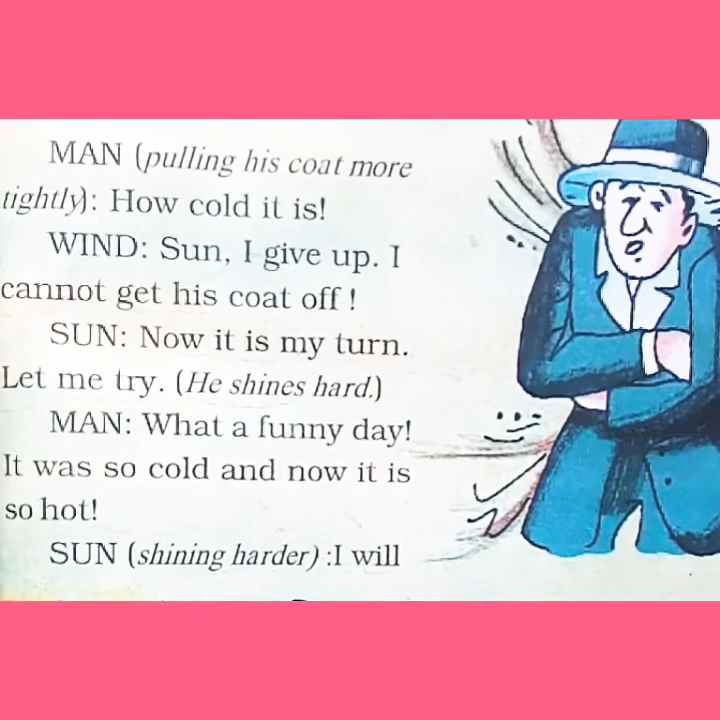 MAN (pulling his coat more
tightly): How cold it is!
WIND: Sun, I give up. I
cannot get his coat off !
SUN: Now it is my turn.
Let me try. (He shines hard.)
MAN: What a funny day!
It was so cold and now it is
so hot!
SUN (shining harder) :I will